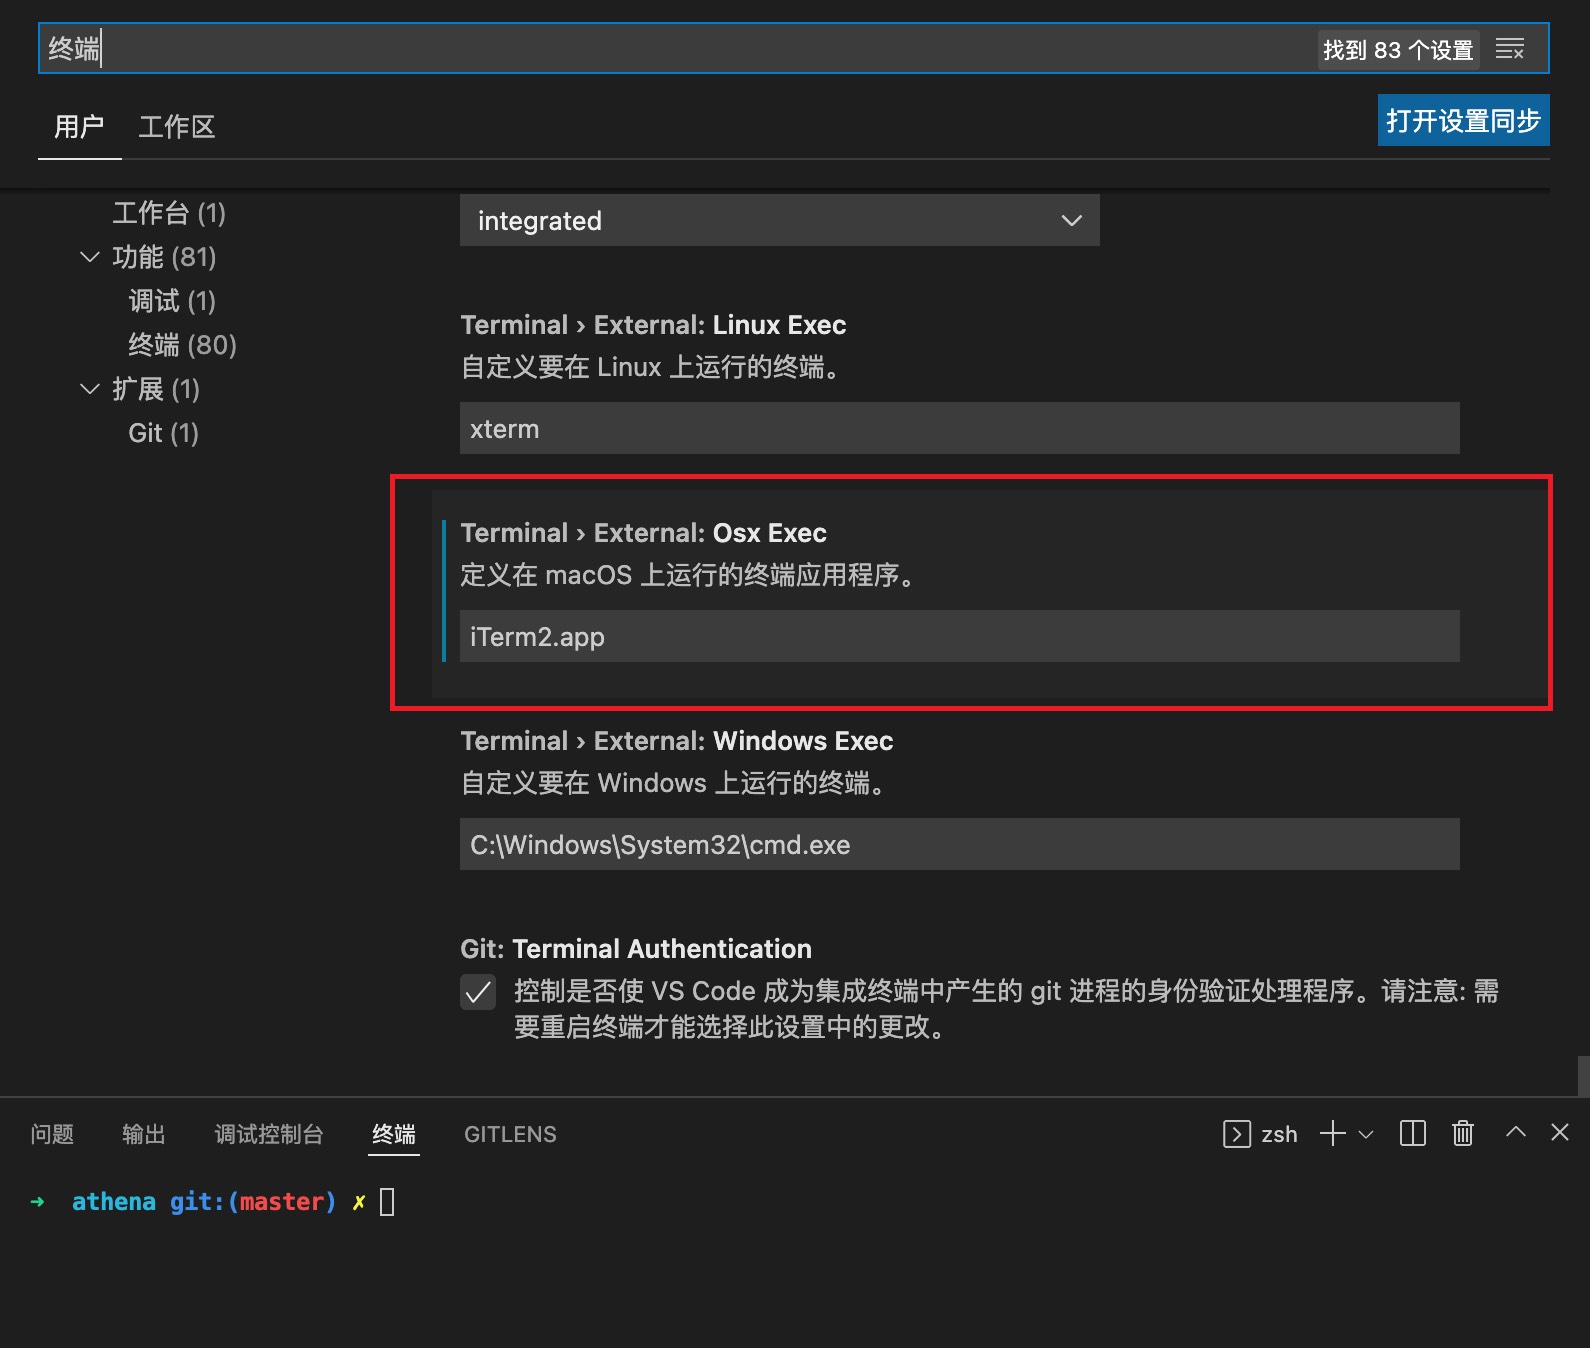 终端
找到 83 个设置
用户
工作区
打开设置同步
工作台 (1)
功能 (81)
调试 (1)
终端 (80)
扩展 (1)
Git (1)
integrated
Terminal › External: Linux Exec
自定义要在 Linux 上运行的终端。
xterm
Terminal › External: Osx Exec
定义在 macOS 上运行的终端应用程序。
iTerm2.app
Terminal › External: Windows Exec
自定义要在 Windows 上运行的终端。
C:\Windows\System32\cmd.exe
Git: Terminal Authentication
控制是否使 VS Code 成为集成终端中产生的 git 进程的身份验证处理程序。请注意: 需
要重启终端才能选择此设置中的更改。
问题
输出
调试控制台
终端
GITLENS
zsh
➜ athena git:(master) ✗